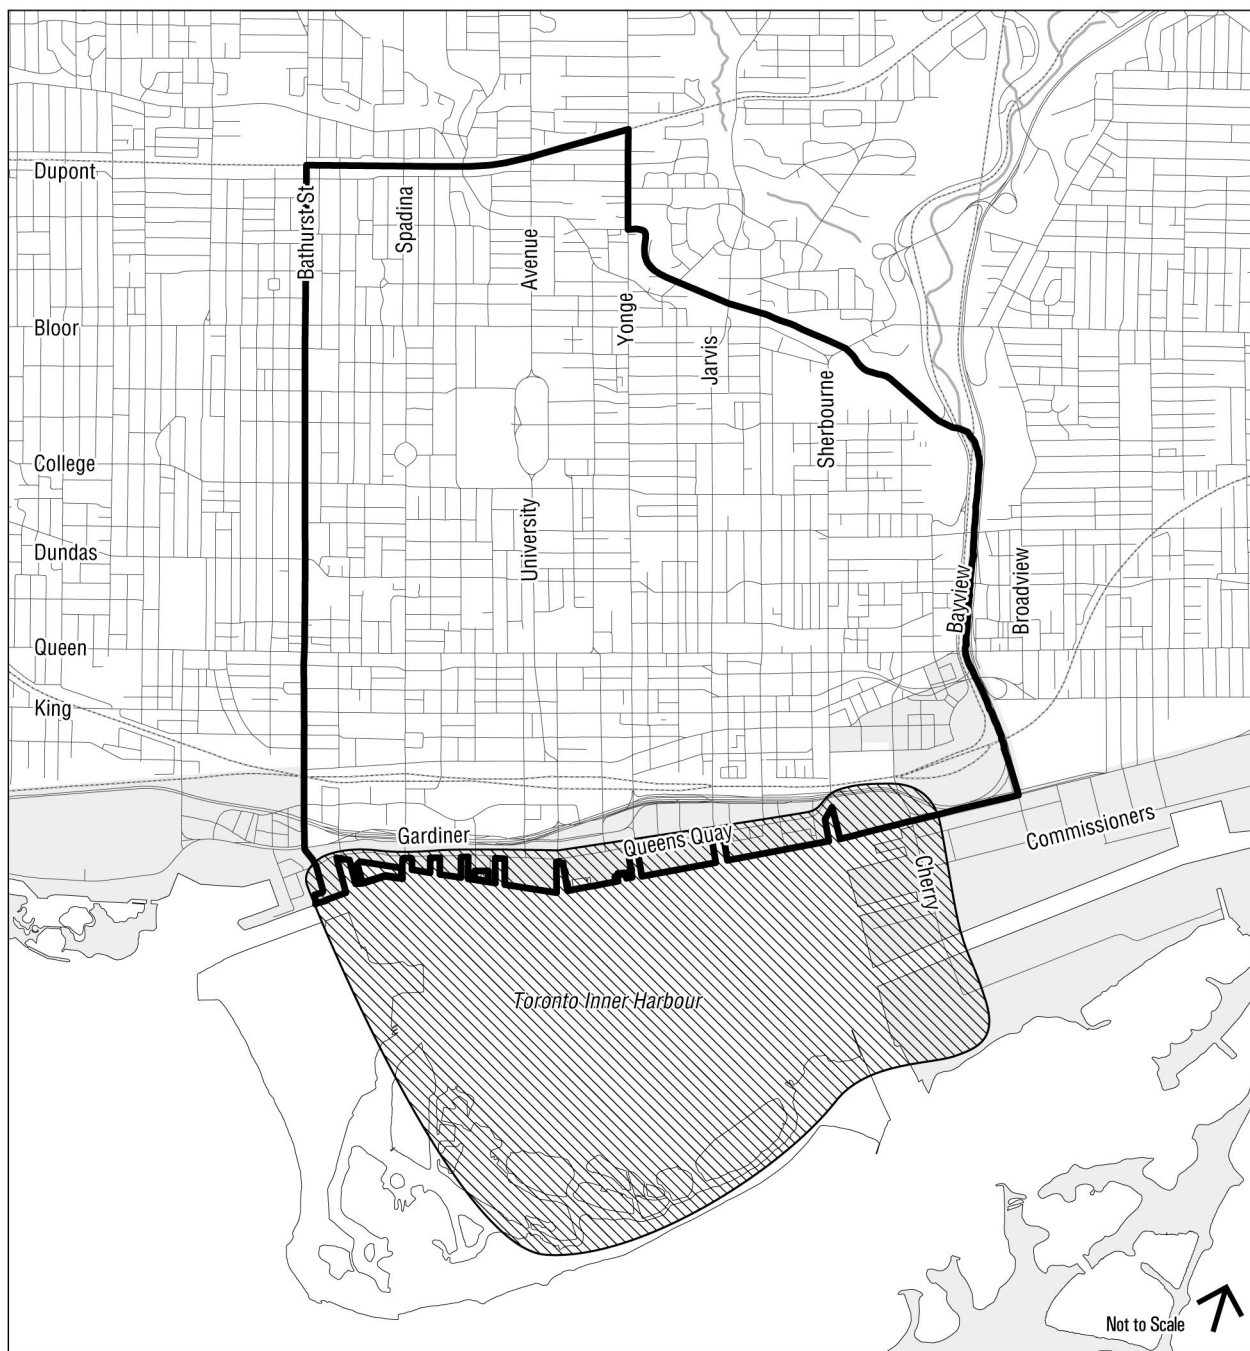 Dupont
Bathurst St
Spadina
Avenue
Bloor
Yonge
Jarvis
Sherbourne
College
University
Dundas
Bayview
Broadview
Queen
King
Gardiner
Queens Quay
Commissioners
Cherry
Toronto Inner Harbour
Not to Scale